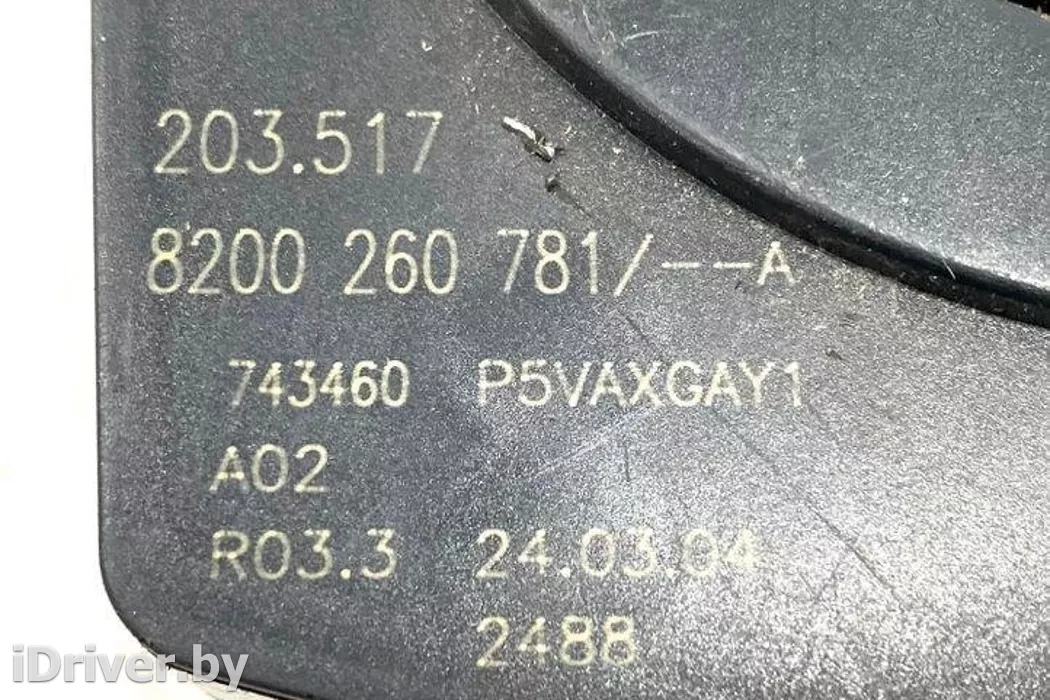 203.517
8200 260 781/--A
743460 P5VAXGAY1
A02
R03.3 24.03.04
2488
iDriver.by